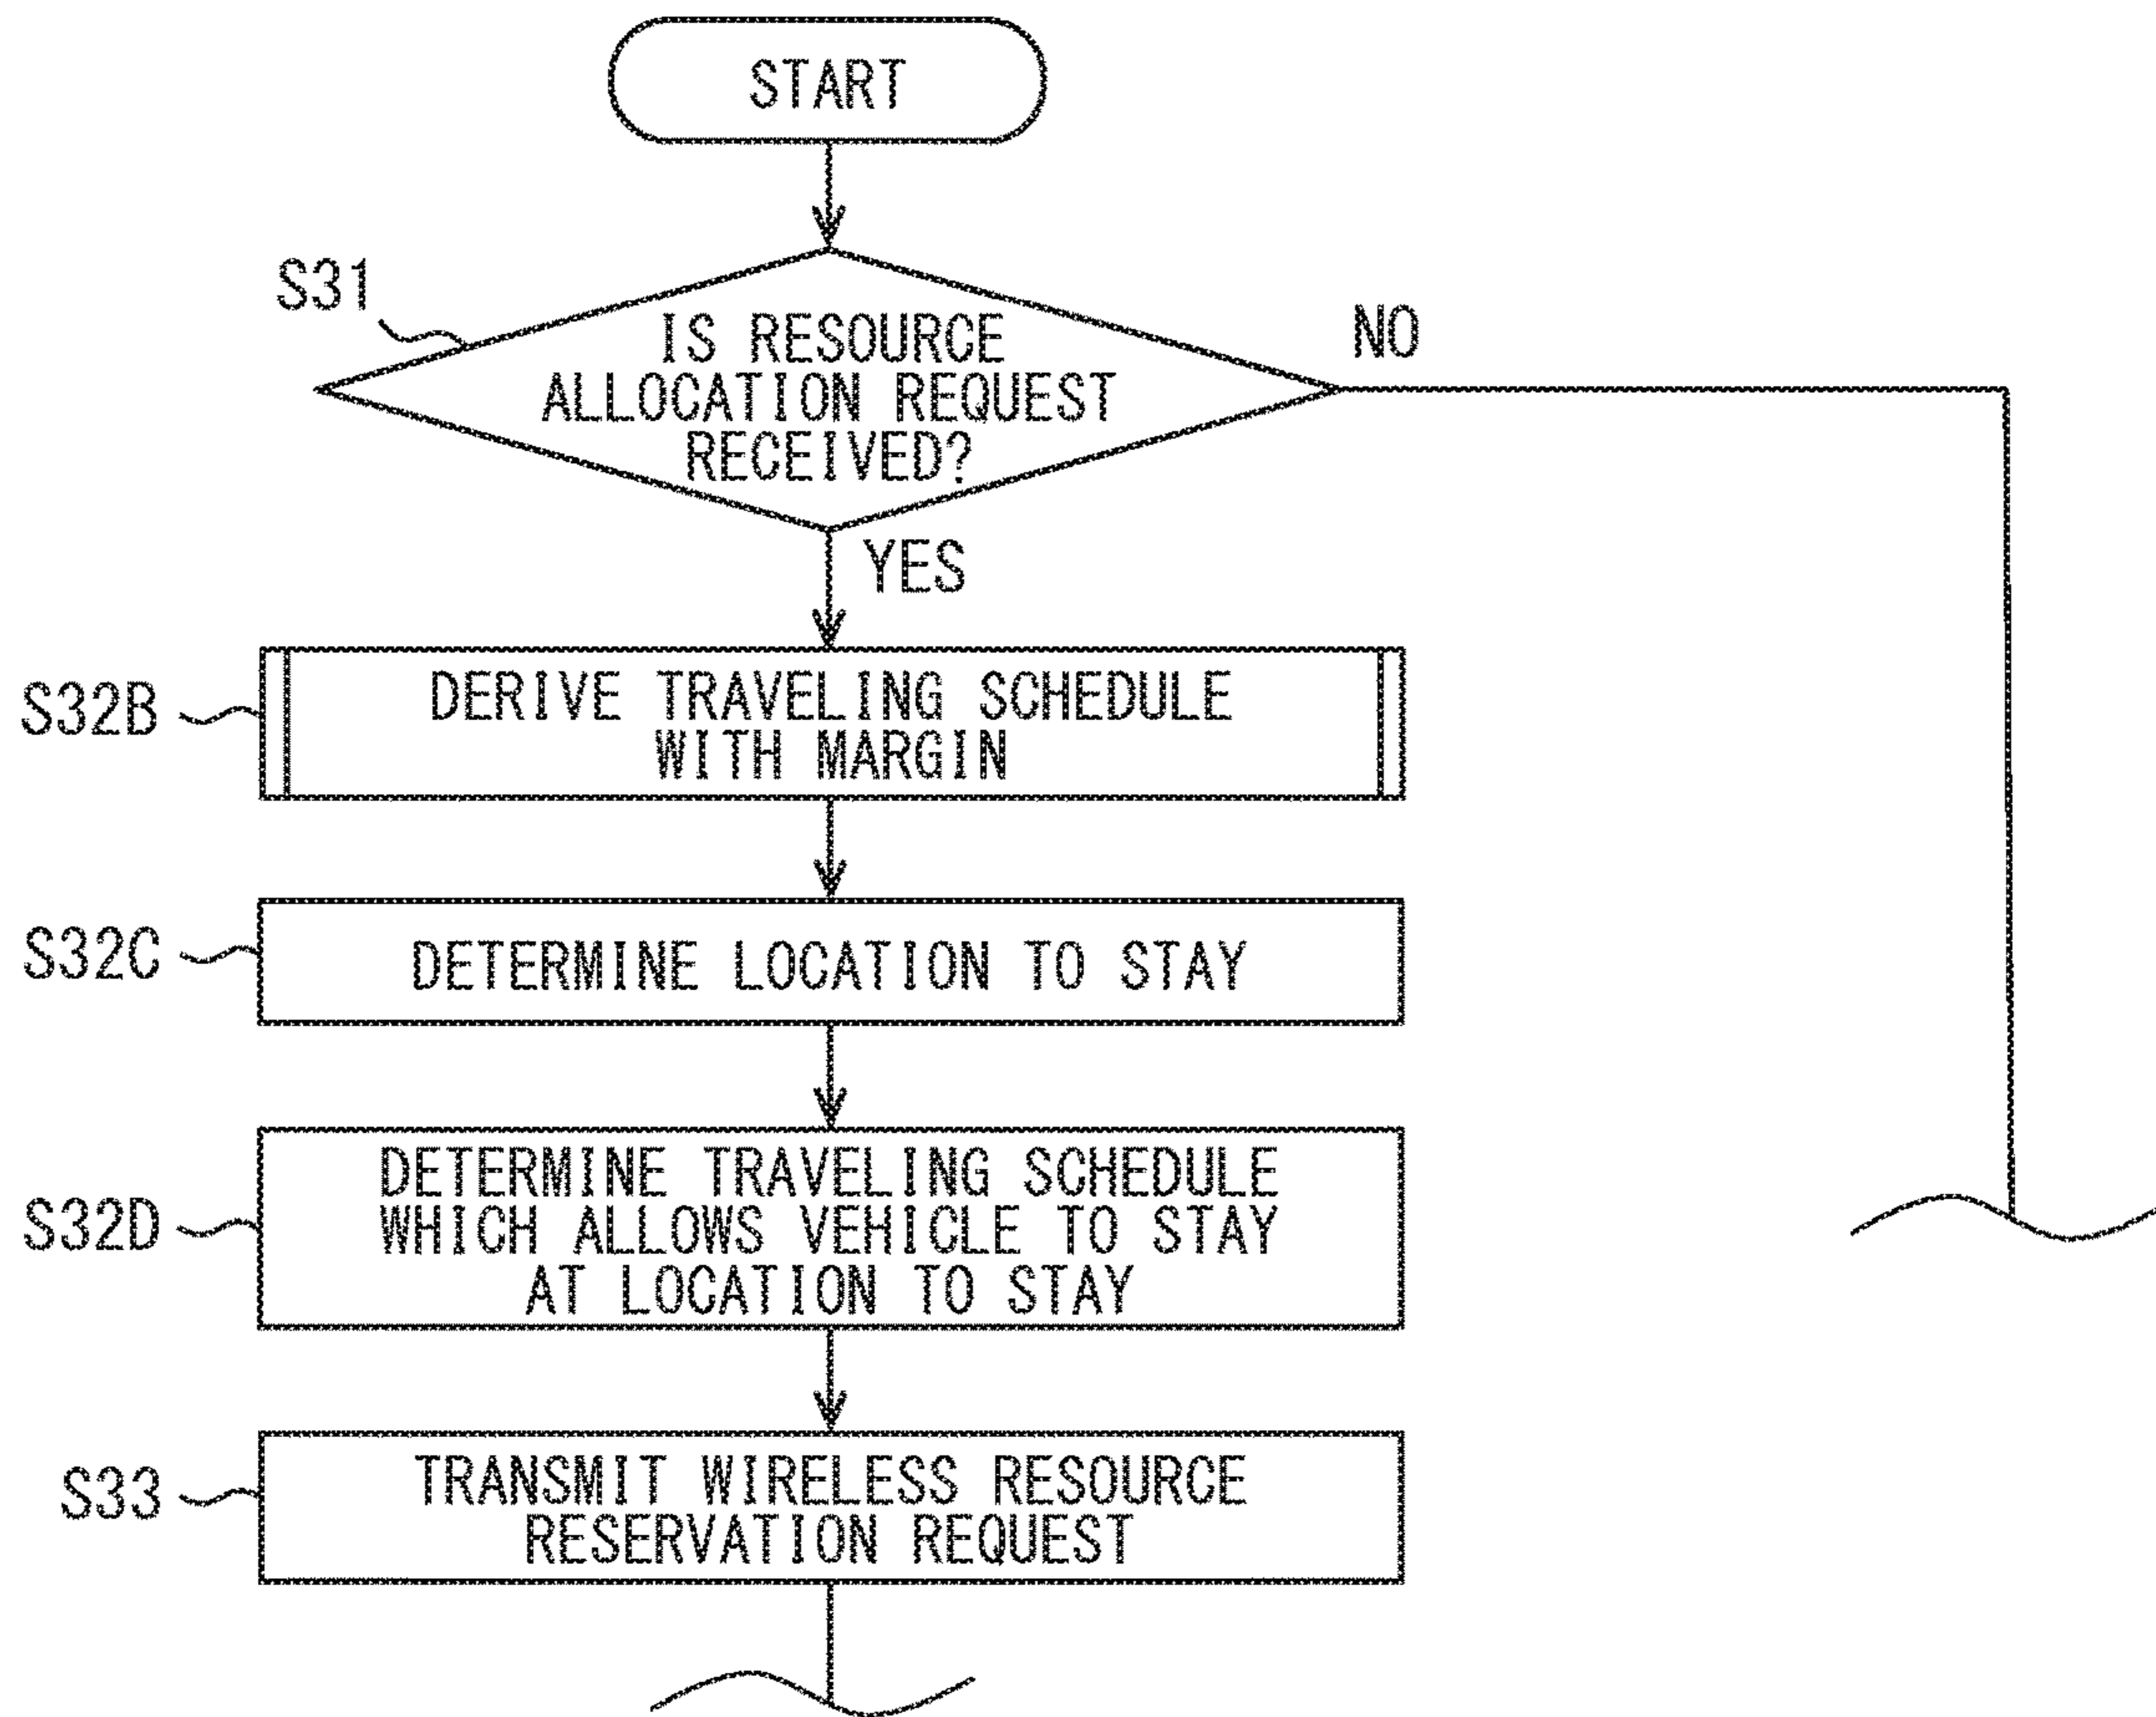 START
S31
IS RESOURCE
ALLOCATION REQUEST
RECEIVED?
NO
YES
S32B
DERIVE TRAVELING SCHEDULE
WITH MARGIN
S32C
DETERMINE LOCATION TO STAY
S32D
DETERMINE TRAVELING SCHEDULE
WHICH ALLOWS VEHICLE TO STAY
AT LOCATION TO STAY
S33
TRANSMIT WIRELESS RESOURCE
RESERVATION REQUEST